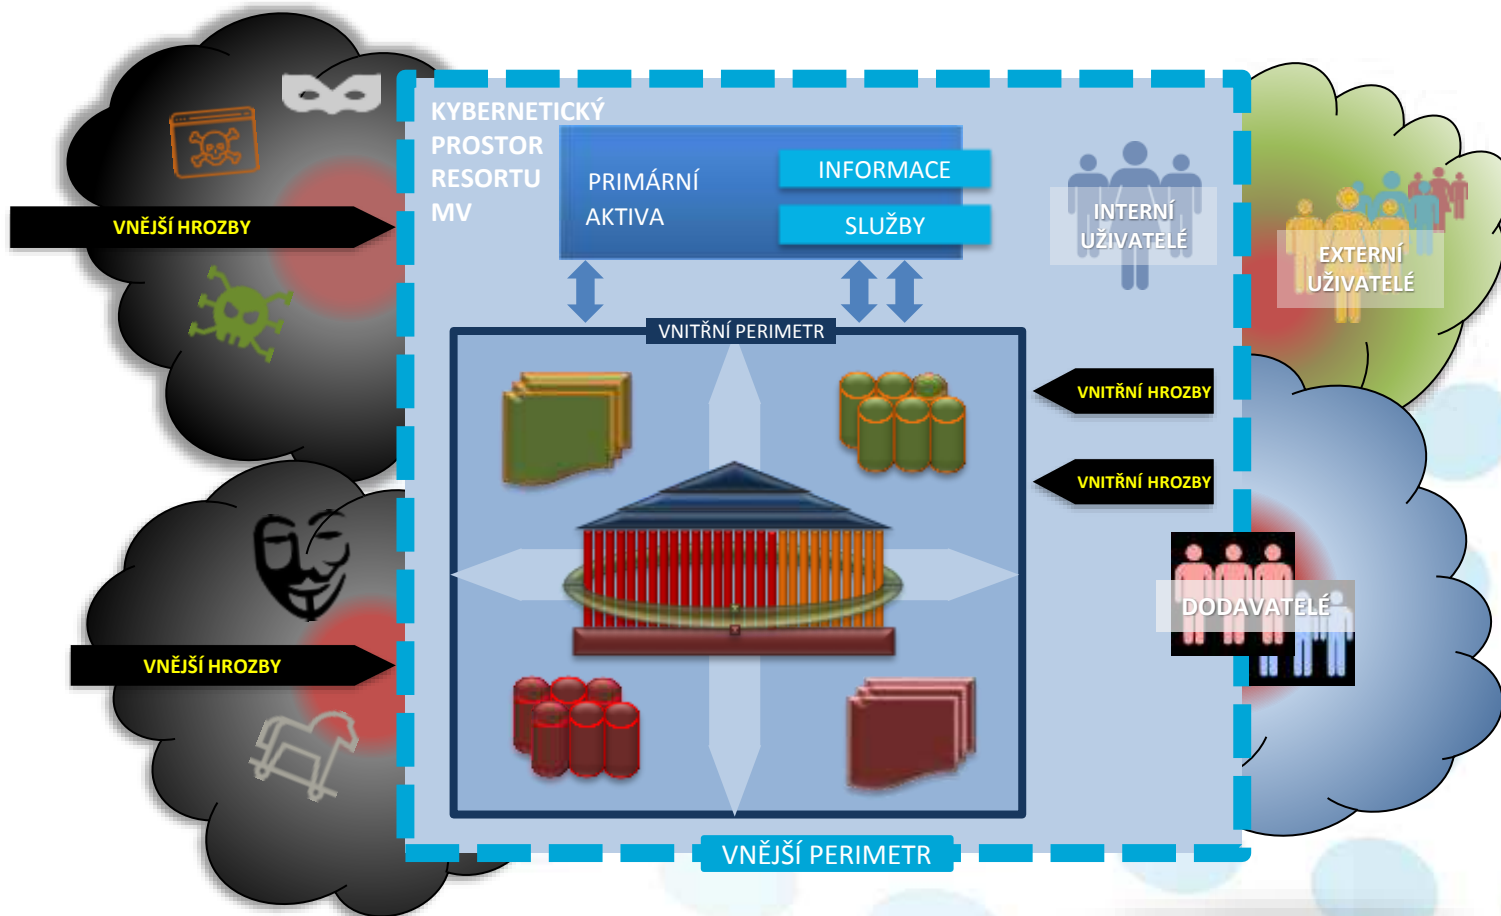 KYBERNETICKÝ
PROSTOR
RESORTU
MV
PRIMÁRNÍ
AKTIVA
INFORMACE
SLUŽBY
INTERNÍ
UŽIVATELÉ
EXTERNÍ
UŽIVATELÉ
VNĚJŠÍ HROZBY
VNITŘNÍ PERIMETR
VNITŘNÍ HROZBY
VNITŘNÍ HROZBY
DODAVATELÉ
VNĚJŠÍ HROZBY
VNĚJŠÍ PERIMETR